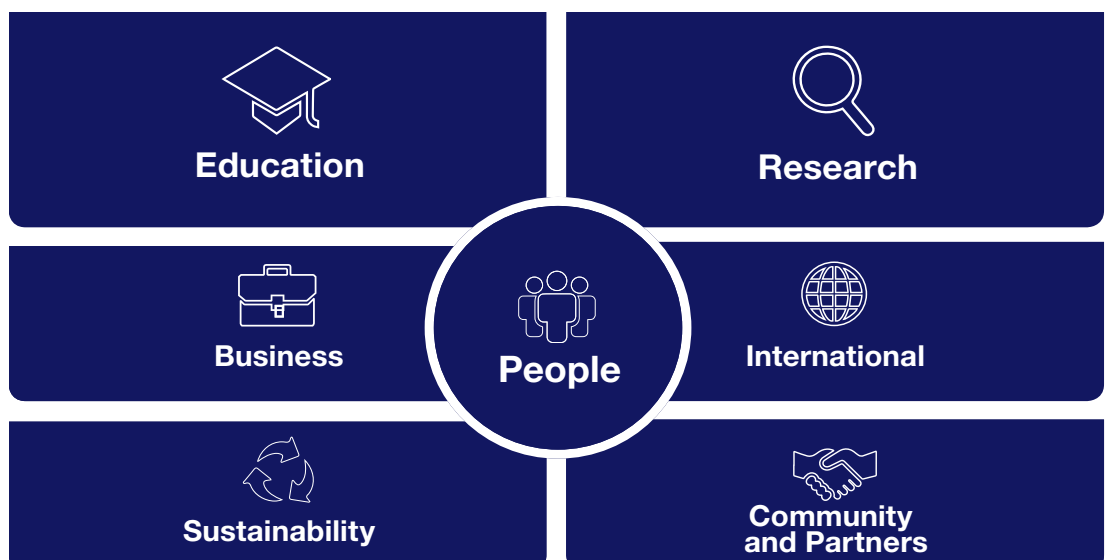 Education
Research
Business
People
International
Sustainability
Community
and Partners